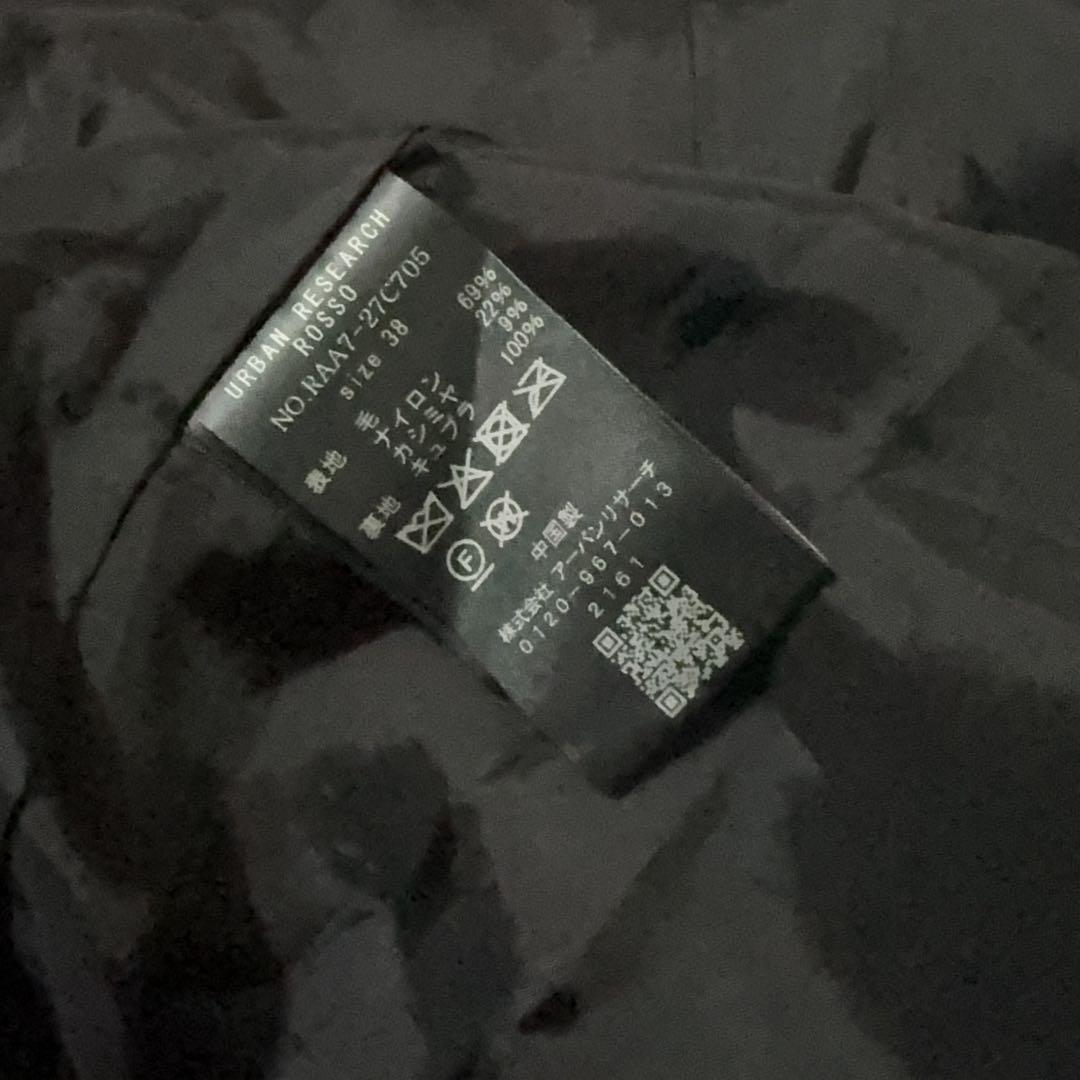 URBAN RESEARCH
ROSSO
NO.RAA7-27C705
size 38
表地 毛 69%
ナイロン 22%
カシミヤ 9%
裏地 キュプラ 100%
F
W
中国製
株式会社 アーバンリサーチ
0120-967-013
2161